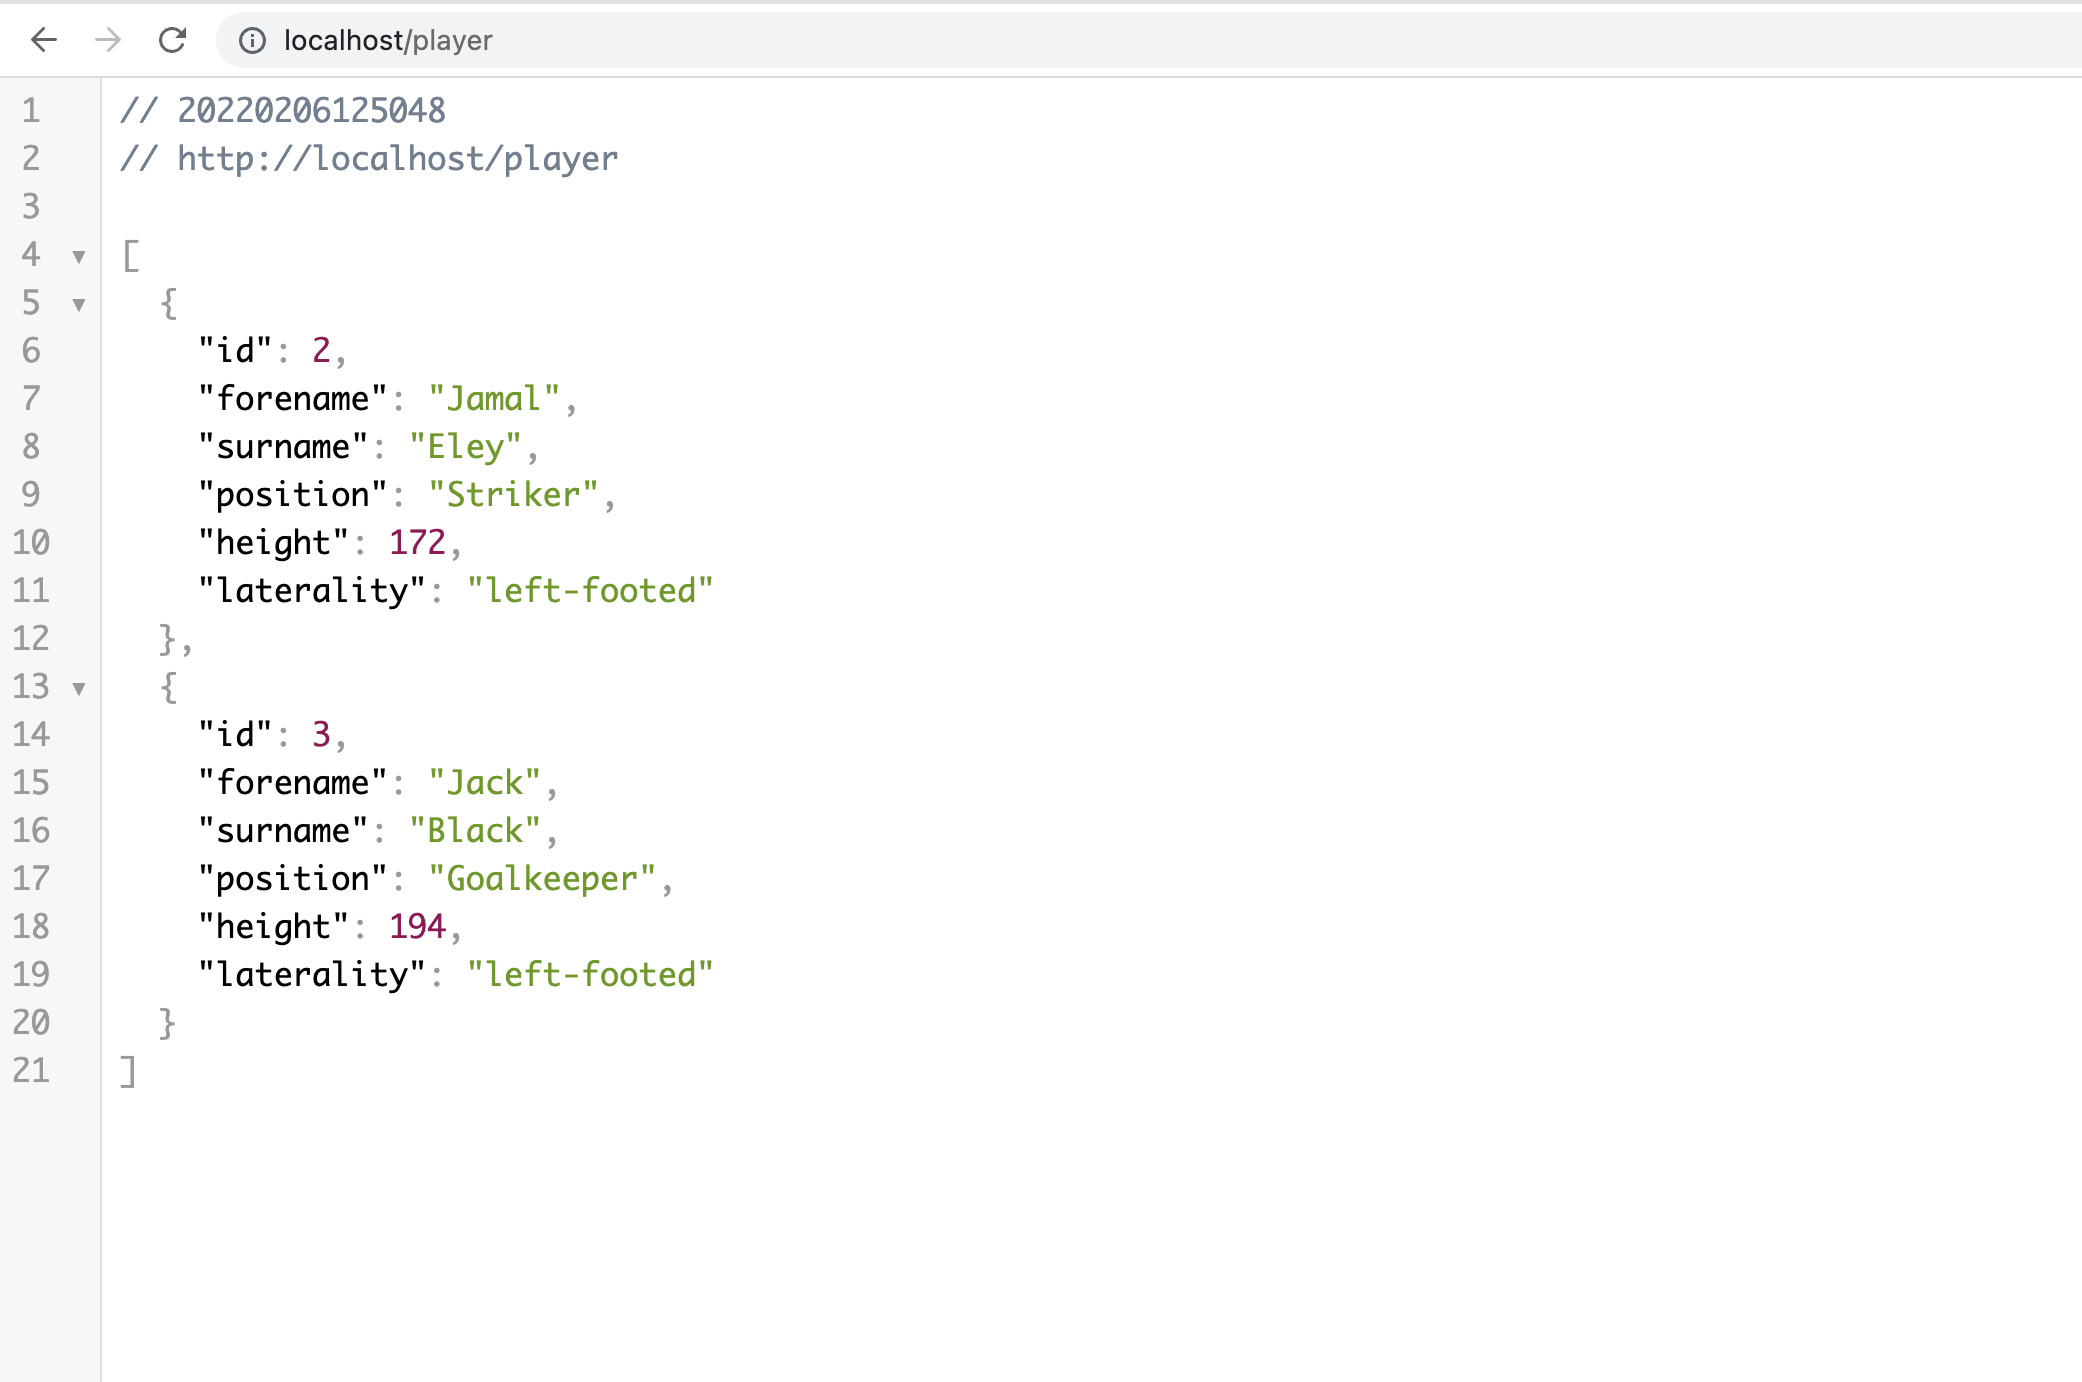 localhost/player
1 // 20220206125048
2 // http://localhost/player
3
4 [
5 {
6 "id": 2,
7 "forename": "Jamal",
8 "surname": "Eley",
9 "position": "Striker",
10 "height": 172,
11 "laterality": "left-footed"
12 },
13 {
14 "id": 3,
15 "forename": "Jack",
16 "surname": "Black",
17 "position": "Goalkeeper",
18 "height": 194,
19 "laterality": "left-footed"
20 }
21 ]